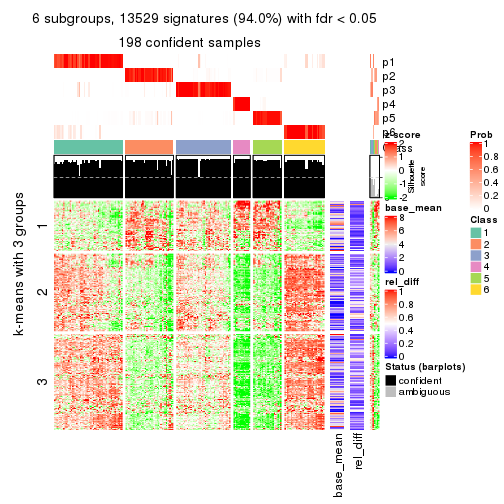 6 subgroups, 13529 signatures (94.0%) with fdr < 0.05
198 confident samples
p1
p2
p3
p4
p5
p6
Class
Silhouette
score
z-score
2
1
0
-1
-2
base_mean
8
6
4
2
0
rel_diff
1
0.8
0.6
0.4
0.2
0
Status (barplots)
confident
ambiguous
Prob
1
0.8
0.6
0.4
0.2
0
Class
1
2
3
4
5
6
k-means with 3 groups
1
2
3
base_mean
rel_diff